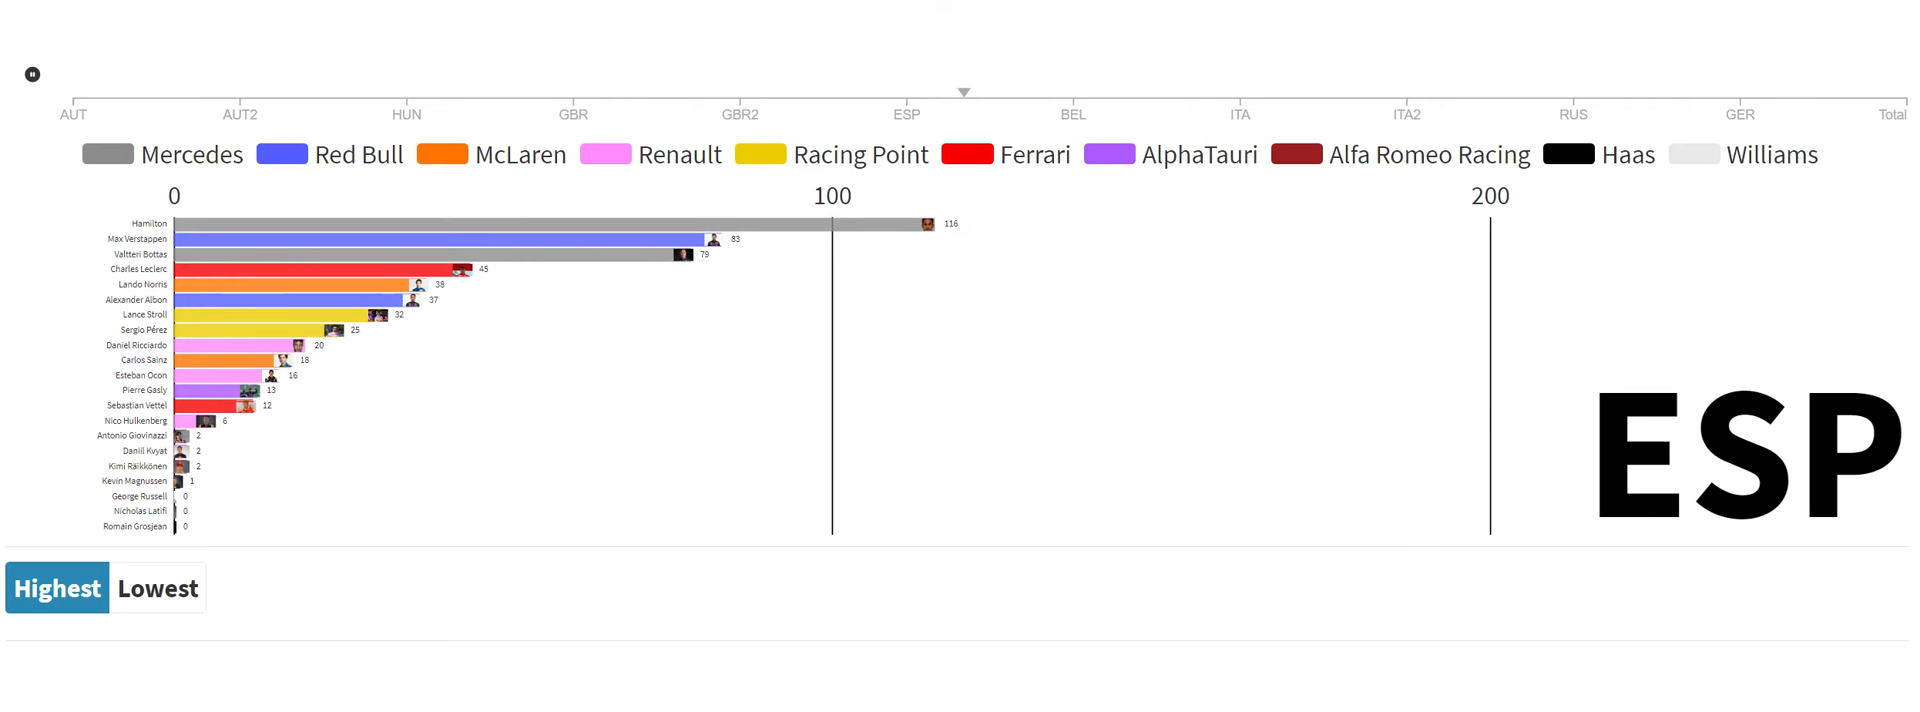 AUT AUT2 HUN GBR GBR2 ESP BEL ITA ITA2 RUS GER Total
Mercedes Red Bull McLaren Renault Racing Point Ferrari AlphaTauri Alfa Romeo Racing Haas Williams
0 100 200
Hamilton 116
Max Verstappen 83
Valtteri Bottas 79
Charles Leclerc 45
Lando Norris 38
Alexander Albon 37
Lance Stroll 32
Sergio Pérez 25
Daniel Ricciardo 20
Carlos Sainz 18
Esteban Ocon 16
Pierre Gasly 13
Sebastian Vettel 12
Nico Hulkenberg 6
Antonio Giovinazzi 2
Daniil Kvyat 2
Kimi Räikkönen 2
Kevin Magnussen 1
George Russell 0
Nicholas Latifi 0
Romain Grosjean 0
ESP
Highest Lowest